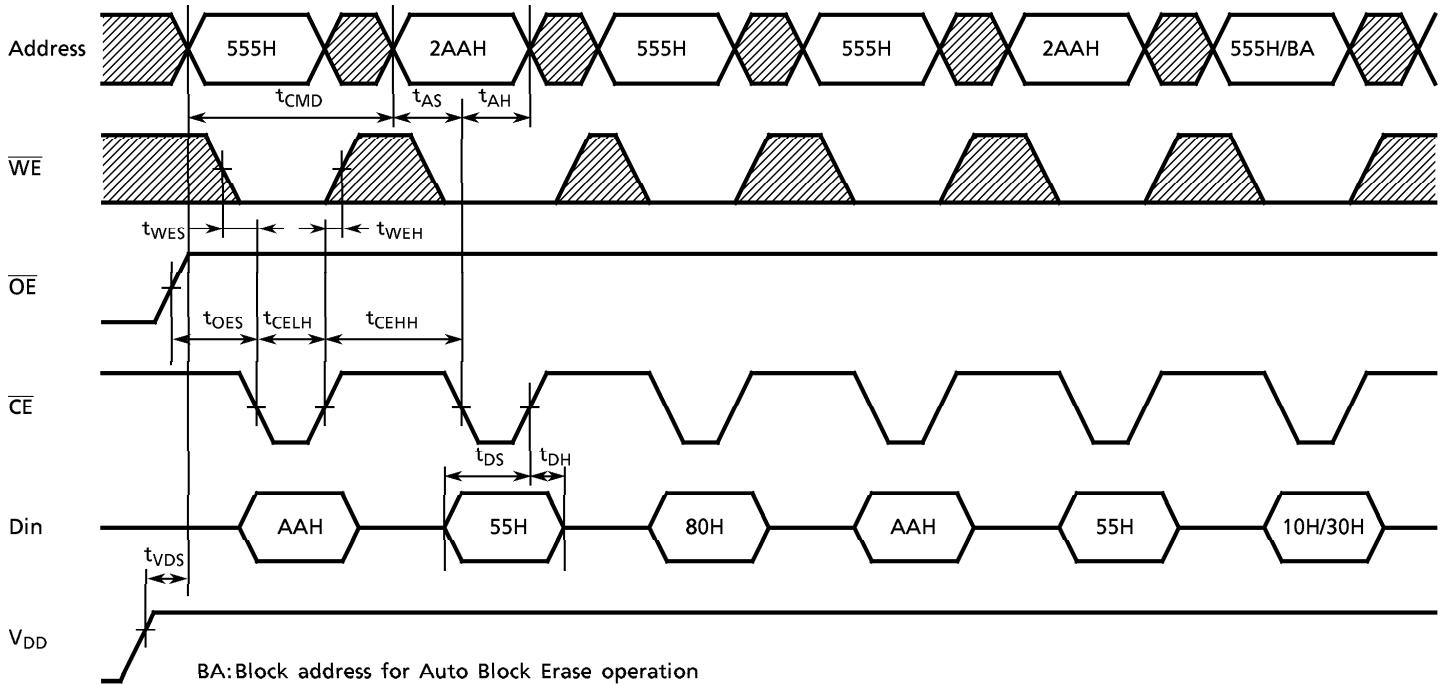 Address 555H 2AAH 555H 555H 2AAH 555H/BA
tCMD tAS tAH
WE
tWES tWEH
OE
tOES tCELH tCEHH
CE
tDS tDH
Din AAH 55H 80H AAH 55H 10H/30H
tVDS
VDD
BA: Block address for Auto Block Erase operation